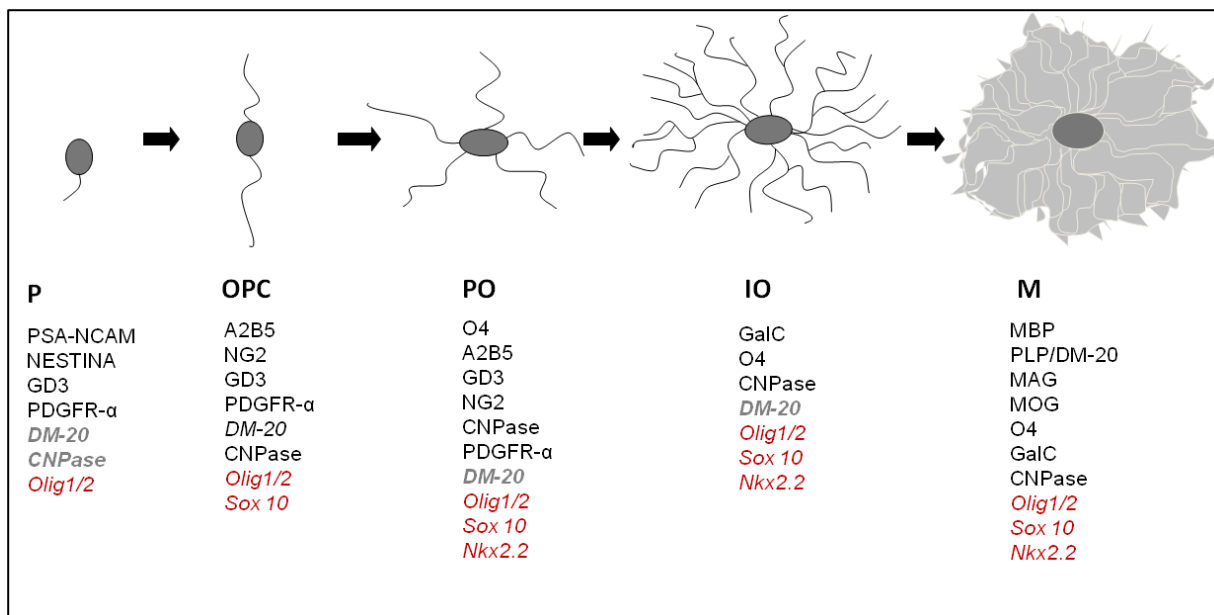 P
PSA-NCAM
NESTINA
GD3
PDGFR-α
DM-20
CNPase
Olig1/2
OPC
A2B5
NG2
GD3
PDGFR-α
DM-20
CNPase
Olig1/2
Sox 10
PO
O4
A2B5
GD3
NG2
CNPase
PDGFR-α
DM-20
Olig1/2
Sox 10
Nkx2.2
IO
GalC
O4
CNPase
DM-20
Olig1/2
Sox 10
Nkx2.2
M
MBP
PLP/DM-20
MAG
MOG
O4
GalC
CNPase
Olig1/2
Sox 10
Nkx2.2